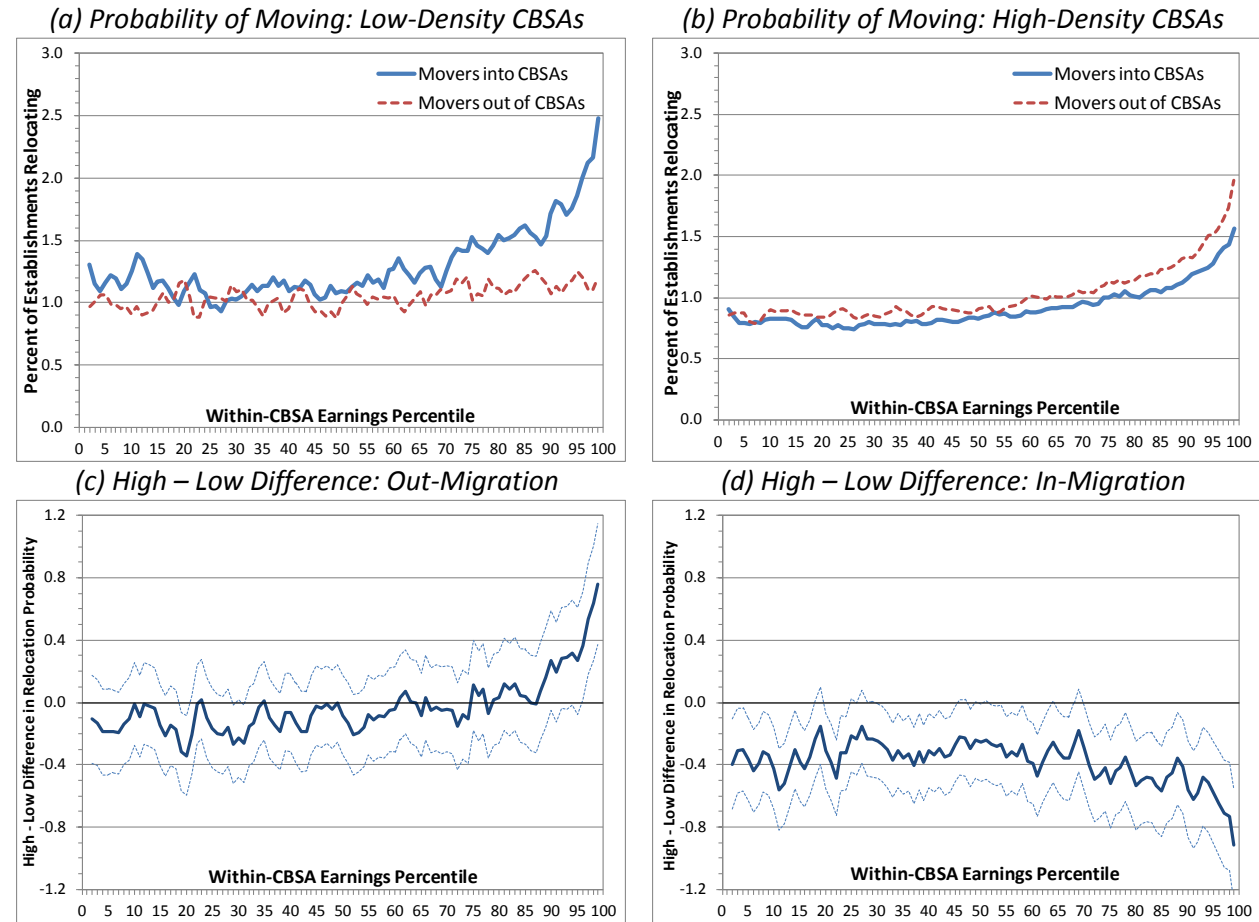 (a) Probability of Moving: Low-Density CBSAs
3.0
2.5
2.0
1.5
1.0
0.5
0.0
Percent of Establishments Relocating
Movers into CBSAs
Movers out of CBSAs
Within-CBSA Earnings Percentile
0 5 10 15 20 25 30 35 40 45 50 55 60 65 70 75 80 85 90 95 100
(b) Probability of Moving: High-Density CBSAs
3.0
2.5
2.0
1.5
1.0
0.5
0.0
Percent of Establishments Relocating
Movers into CBSAs
Movers out of CBSAs
Within-CBSA Earnings Percentile
0 5 10 15 20 25 30 35 40 45 50 55 60 65 70 75 80 85 90 95 100
(c) High – Low Difference: Out-Migration
1.2
0.8
0.4
0.0
-0.4
-0.8
-1.2
High - Low Difference in Relocation Probability
Within-CBSA Earnings Percentile
0 5 10 15 20 25 30 35 40 45 50 55 60 65 70 75 80 85 90 95 100
(d) High – Low Difference: In-Migration
1.2
0.8
0.4
0.0
-0.4
-0.8
-1.2
High - Low Difference in Relocation Probability
Within-CBSA Earnings Percentile
0 5 10 15 20 25 30 35 40 45 50 55 60 65 70 75 80 85 90 95 100